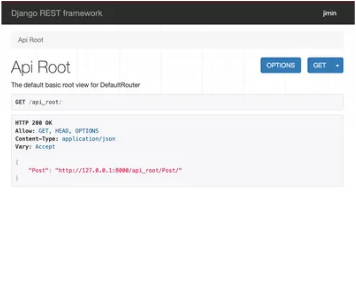 Django REST framework
jimin
Api Root
Api Root
OPTIONS
GET
The default basic root view for DefaultRouter
GET /api_root/
HTTP 200 OK
Allow: GET, HEAD, OPTIONS
Content-Type: application/json
Vary: Accept
{
"Post": "http://127.0.0.1:8000/api_root/Post/"
}